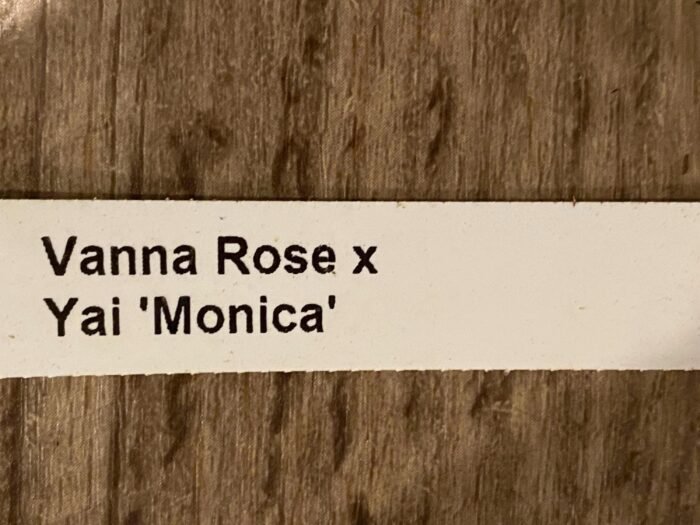 Vanna Rose x
Yai 'Monica'